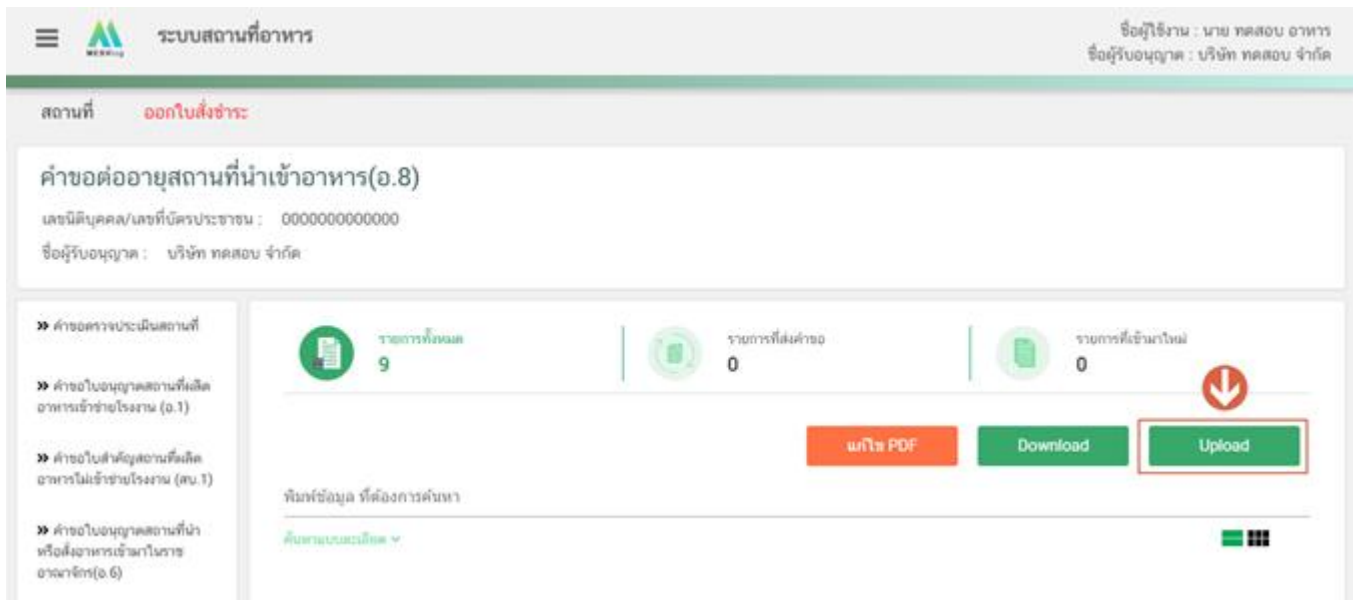 ระบบสถานที่อาหาร
ชื่อผู้ใช้งาน : นาย ทดสอบ อาหาร
ชื่อผู้รับอนุญาต : บริษัท ทดสอบ จำกัด
สถานที่ ออกใบสั่งชำระ
คำขอต่ออายุสถานที่นำเข้าอาหาร(อ.8)
เลขนิติบุคคล/เลขที่บัตรประชาชน : 0000000000000
ชื่อผู้รับอนุญาต : บริษัท ทดสอบ จำกัด
คำขอตรวจประเมินสถานที่
คำขอใบอนุญาตสถานที่ผลิต
อาหารเข้าข่ายโรงงาน (อ.1)
คำขอใบสำคัญสถานที่ผลิต
อาหารไม่เข้าข่ายโรงงาน (สบ.1)
คำขอใบอนุญาตสถานที่นำ
หรือสั่งอาหารเข้ามาในราช
อาณาจักร(อ.6)
รายการทั้งหมด
9
รายการที่ส่งคำขอ
0
รายการที่เข้ามาใหม่
0
แก้ไข PDF Download Upload
พิมพ์ข้อมูล ที่ต้องการค้นหา
ค้นหาแบบละเอียด